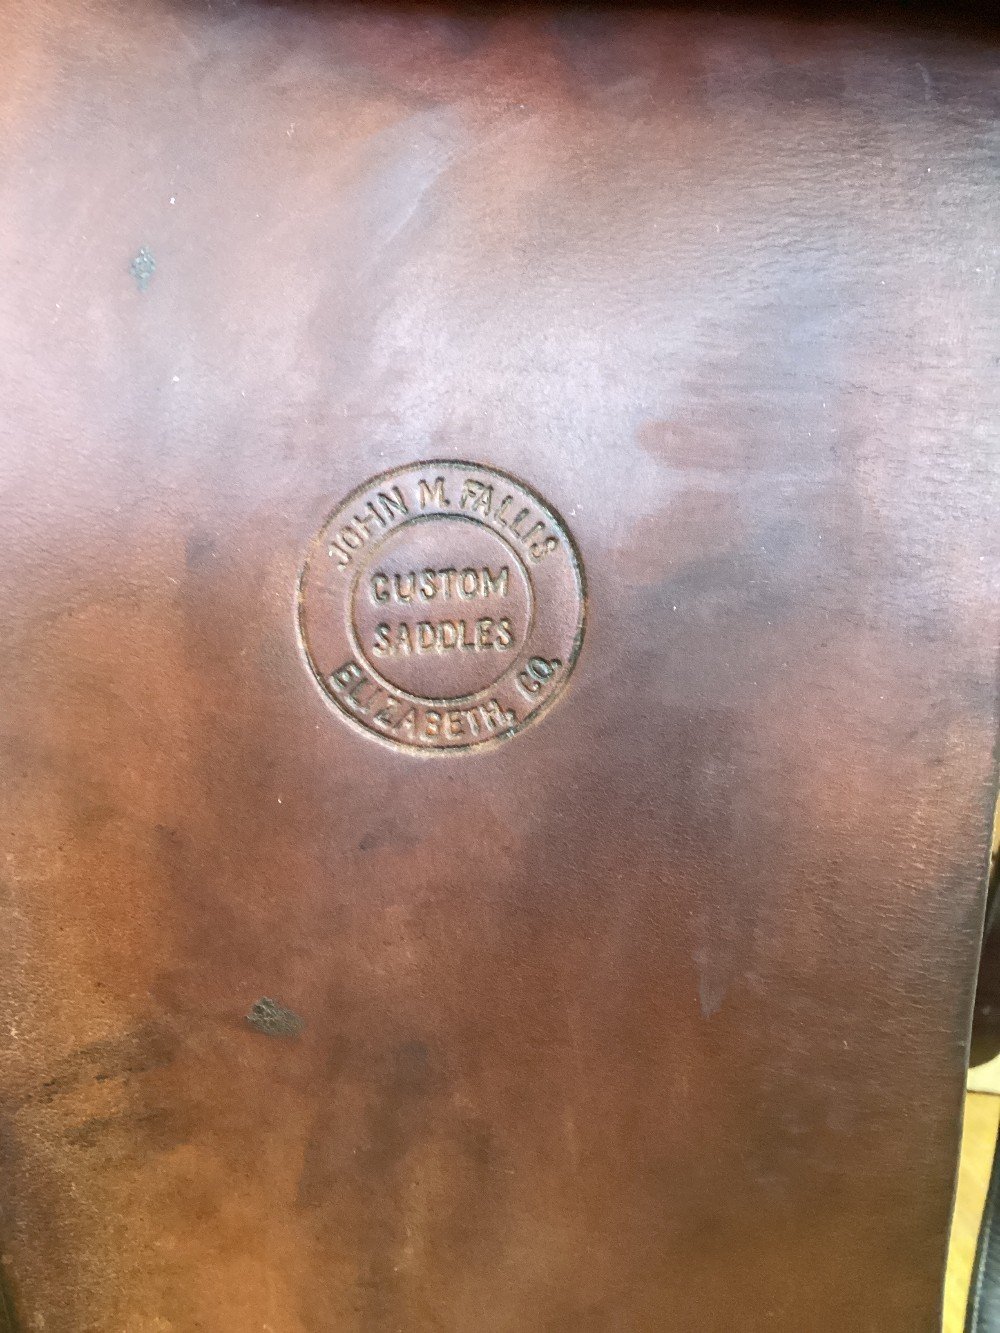 JOHN M. FALLIS
CUSTOM
SADDLES
ELIZABETH, CO.